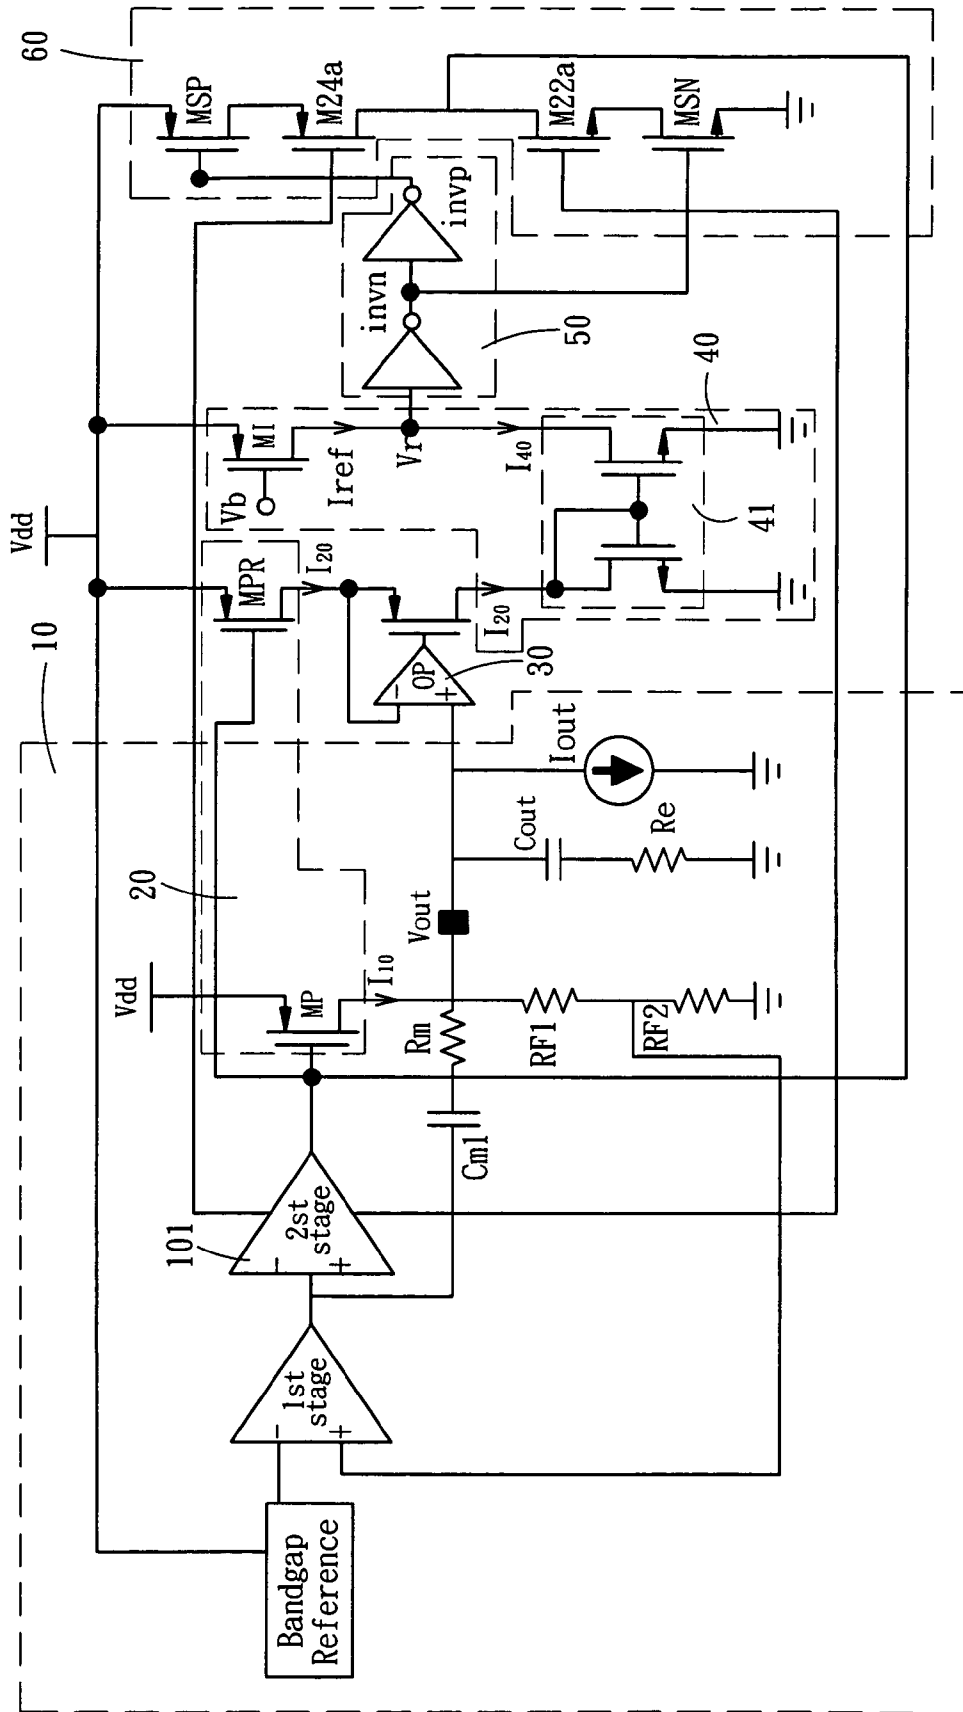 10
Vdd
60
MSP
M24a
M22a
MSN
invn
invp
50
Vb
MI
Iref
Vr
I40
40
41
MPR
I20
I20
OP
-
+
30
20
Vdd
MP
I10
Vout
Rm
Cm1
RF1
RF2
Cout
Re
Iout
101
2st
stage
-
+
1st
stage
-
+
Bandgap
Reference